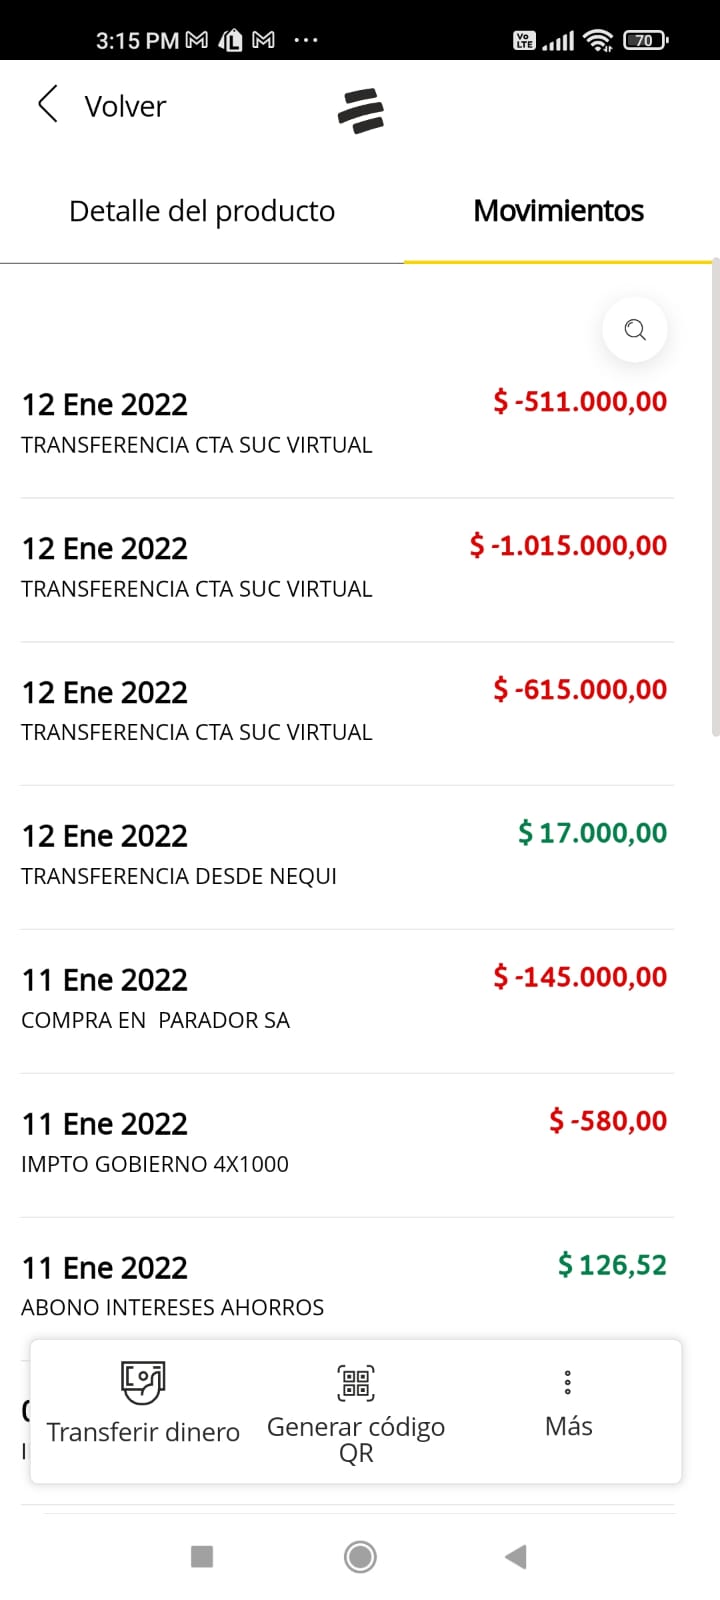 3:15 PM
Vo LTE
70
Volver
Detalle del producto
Movimientos
12 Ene 2022
$ -511.000,00
TRANSFERENCIA CTA SUC VIRTUAL
12 Ene 2022
$ -1.015.000,00
TRANSFERENCIA CTA SUC VIRTUAL
12 Ene 2022
$ -615.000,00
TRANSFERENCIA CTA SUC VIRTUAL
12 Ene 2022
$ 17.000,00
TRANSFERENCIA DESDE NEQUI
11 Ene 2022
$ -145.000,00
COMPRA EN  PARADOR SA
11 Ene 2022
$ -580,00
IMPTO GOBIERNO 4X1000
11 Ene 2022
$ 126,52
ABONO INTERESES AHORROS
Transferir dinero
Generar código
QR
Más